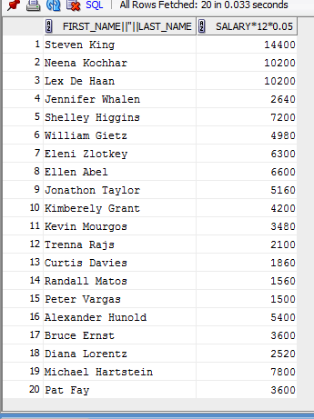 SQL | All Rows Fetched: 20 in 0.033 seconds
FIRST_NAME||''||LAST_NAME SALARY*12*0.05
1 Steven King 14400
2 Neena Kochhar 10200
3 Lex De Haan 10200
4 Jennifer Whalen 2640
5 Shelley Higgins 7200
6 William Gietz 4980
7 Eleni Zlotkey 6300
8 Ellen Abel 6600
9 Jonathon Taylor 5160
10 Kimberely Grant 4200
11 Kevin Mourgos 3480
12 Trenna Rajs 2100
13 Curtis Davies 1860
14 Randall Matos 1560
15 Peter Vargas 1500
16 Alexander Hunold 5400
17 Bruce Ernst 3600
18 Diana Lorentz 2520
19 Michael Hartstein 7800
20 Pat Fay 3600